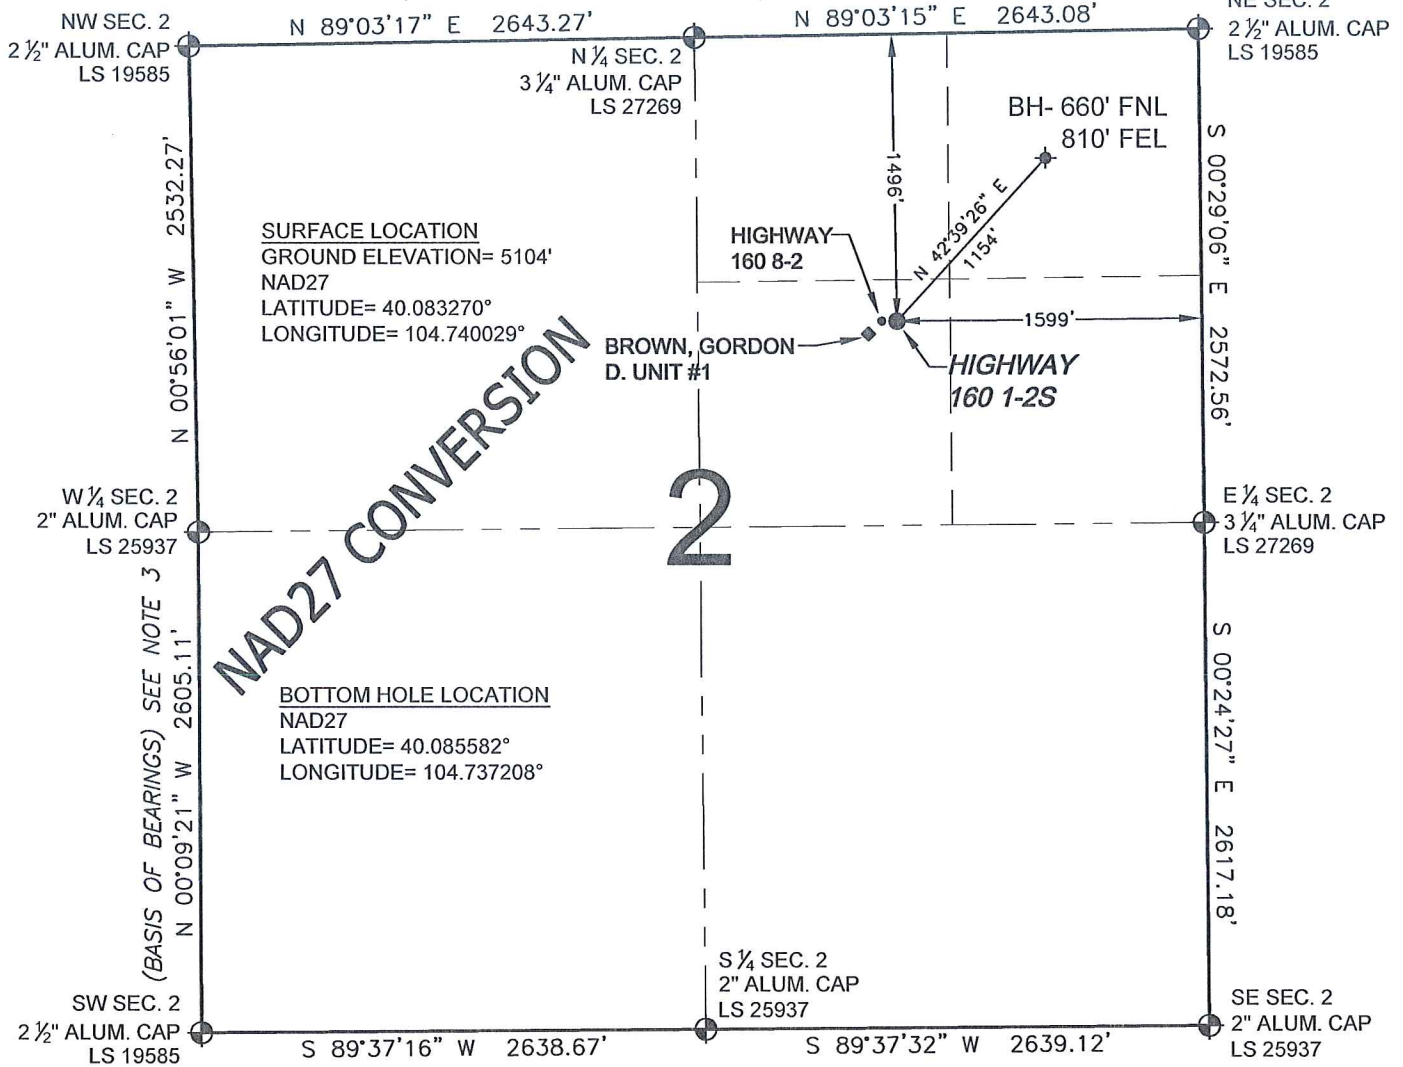 NW SEC. 2
2 ½" ALUM. CAP
LS 19585
N 89°03'17" E 2643.27'
N ¼ SEC. 2
3 ¼" ALUM. CAP
LS 27269
N 89°03'15" E 2643.08'
NE SEC. 2
2 ½" ALUM. CAP
LS 19585
BH- 660' FNL
810' FEL
1496'
N 42°39'26" E
1154'
S 00°29'06" E 2572.56'
N 00°56'01" W 2532.27'
SURFACE LOCATION
GROUND ELEVATION= 5104'
NAD27
LATITUDE= 40.083270°
LONGITUDE= 104.740029°
HIGHWAY
160 8-2
1599'
BROWN, GORDON
D. UNIT #1
HIGHWAY
160 1-2S
NAD27 CONVERSION
2
W ¼ SEC. 2
2" ALUM. CAP
LS 25937
E ¼ SEC. 2
3 ¼" ALUM. CAP
LS 27269
(BASIS OF BEARINGS) SEE NOTE 3
N 00°09'21" W 2605.11'
BOTTOM HOLE LOCATION
NAD27
LATITUDE= 40.085582°
LONGITUDE= 104.737208°
S 00°24'27" E 2617.18'
SW SEC. 2
2 ½" ALUM. CAP
LS 19585
S 89°37'16" W 2638.67'
S ¼ SEC. 2
2" ALUM. CAP
LS 25937
S 89°37'32" W 2639.12'
SE SEC. 2
2" ALUM. CAP
LS 25937